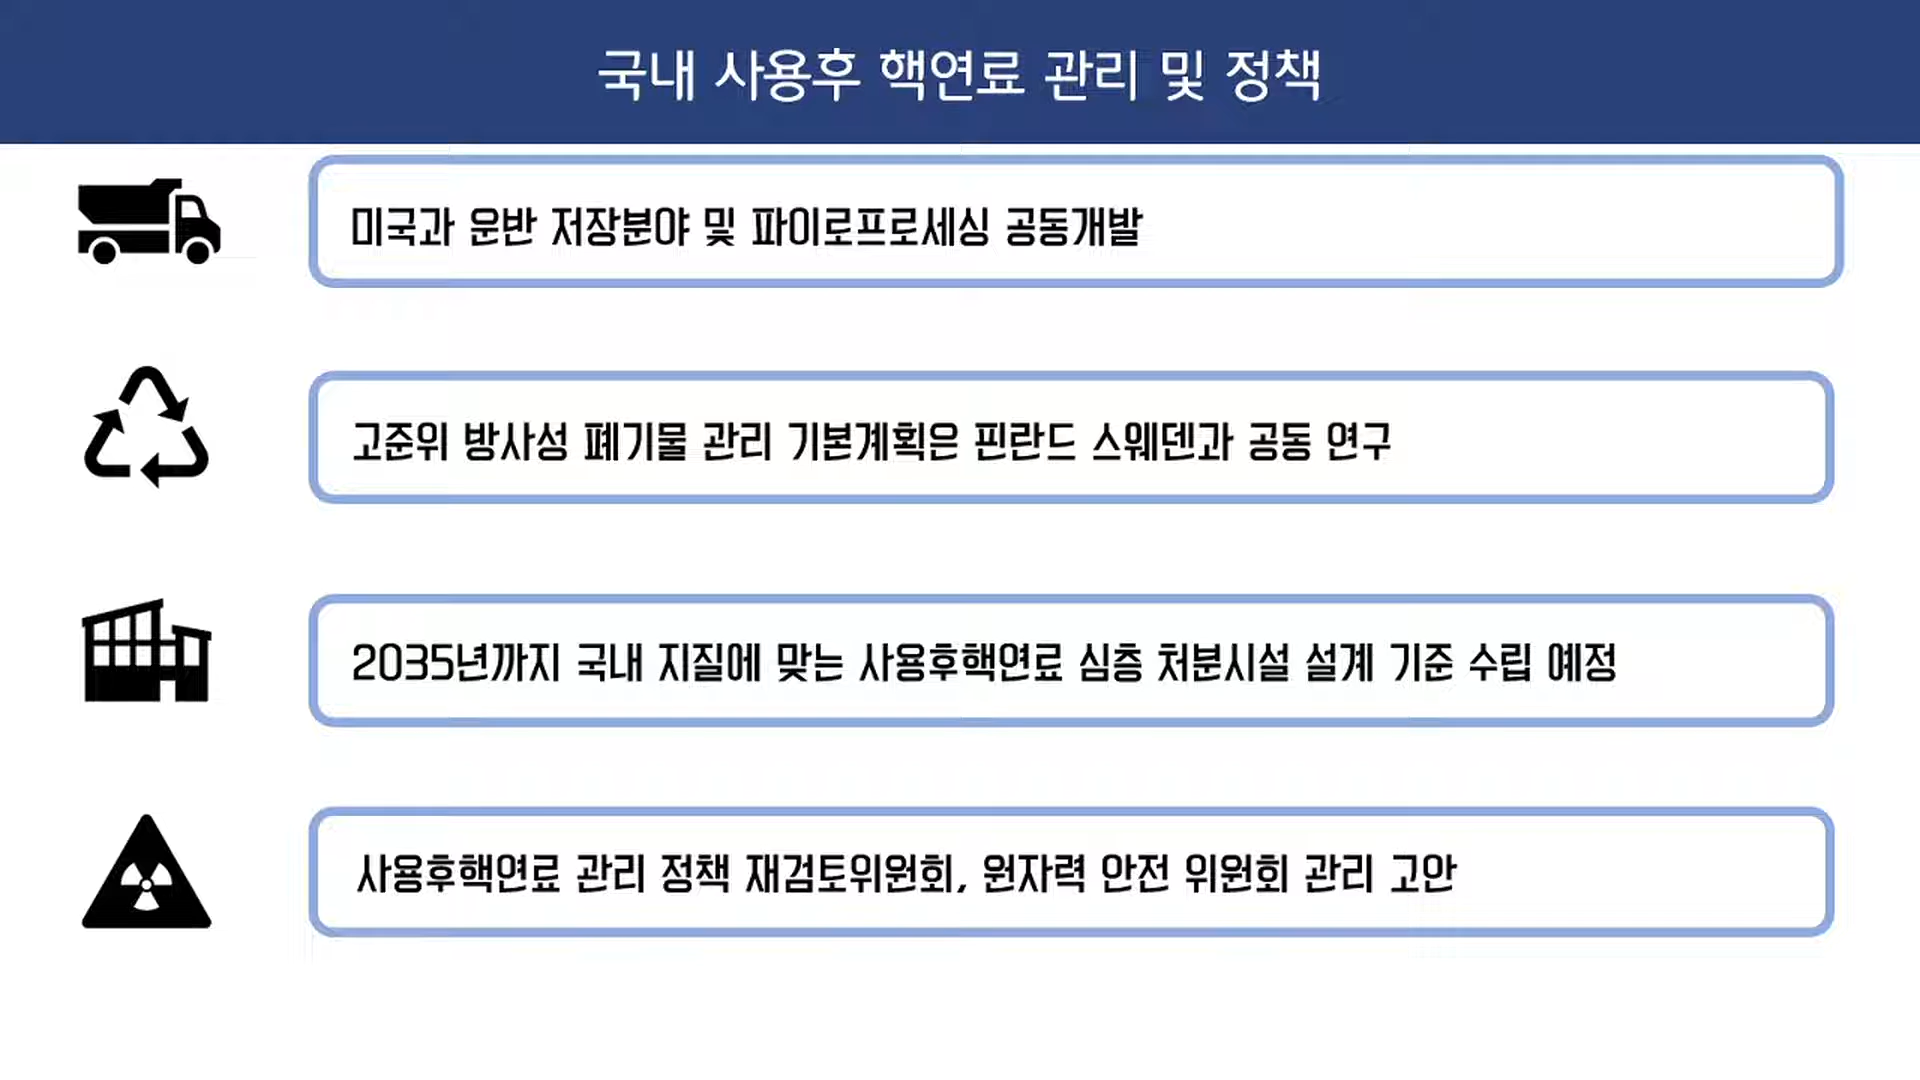 국내 사용후 핵연료 관리 및 정책
미국과 운반 저장분야 및 파이로프로세싱 공동개발
고준위 방사성 폐기물 관리 기본계획은 핀란드 스웨덴과 공동 연구
2035년까지 국내 지질에 맞는 사용후핵연료 심층 처분시설 설계 기준 수립 예정
사용후핵연료 관리 정책 재검토위원회, 원자력 안전 위원회 관리 고안